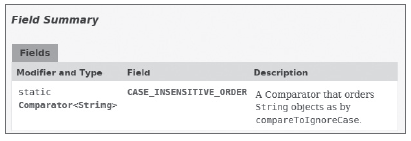 Field Summary
Fields
Modifier and Type Field Description
static CASE_INSENSITIVE_ORDER A Comparator that orders
Comparator<String> String objects as by
compareToIgnoreCase.